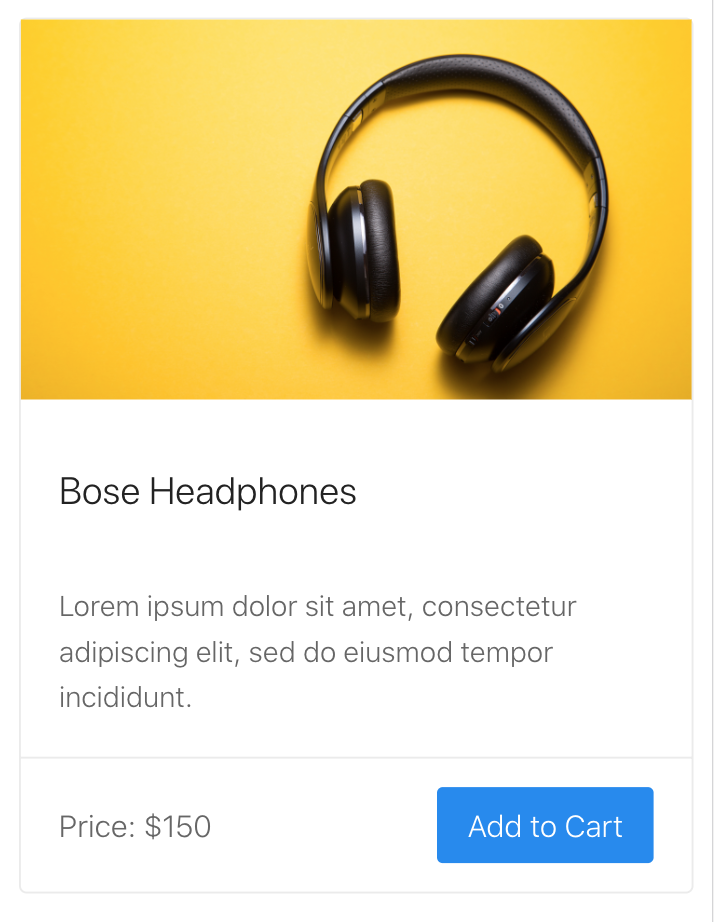 Bose Headphones
Lorem ipsum dolor sit amet, consectetur
adipiscing elit, sed do eiusmod tempor
incididunt.
Price: $150
Add to Cart